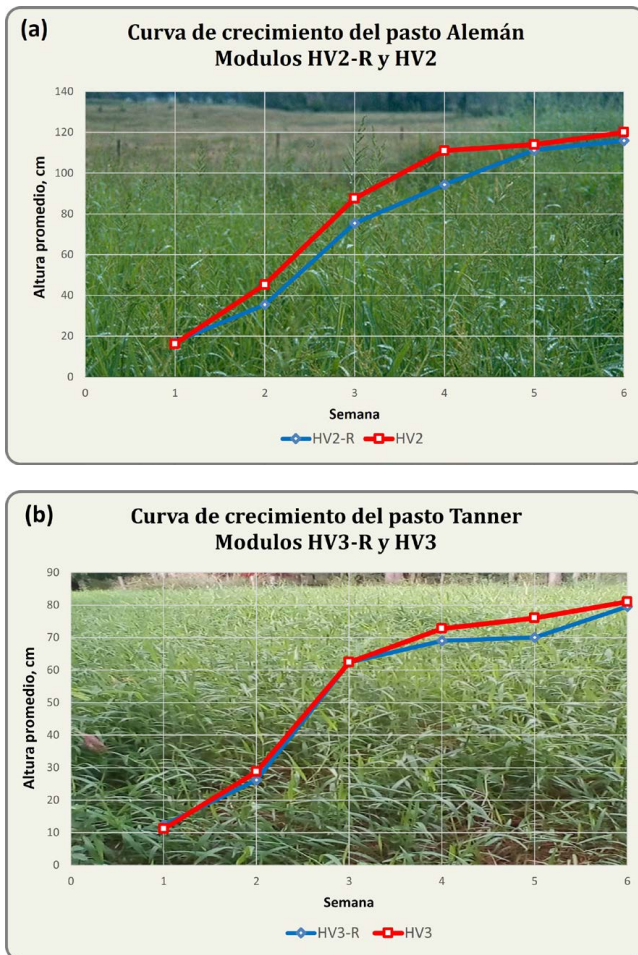 (a)
Curva de crecimiento del pasto Alemán
Modulos HV2-R y HV2
Altura promedio, cm
140
120
100
80
60
40
20
0
0 1 2 3 4 5 6
Semana
HV2-R HV2
(b)
Curva de crecimiento del pasto Tanner
Modulos HV3-R y HV3
Altura promedio, cm
90
80
70
60
50
40
30
20
10
0
0 1 2 3 4 5 6
Semana
HV3-R HV3